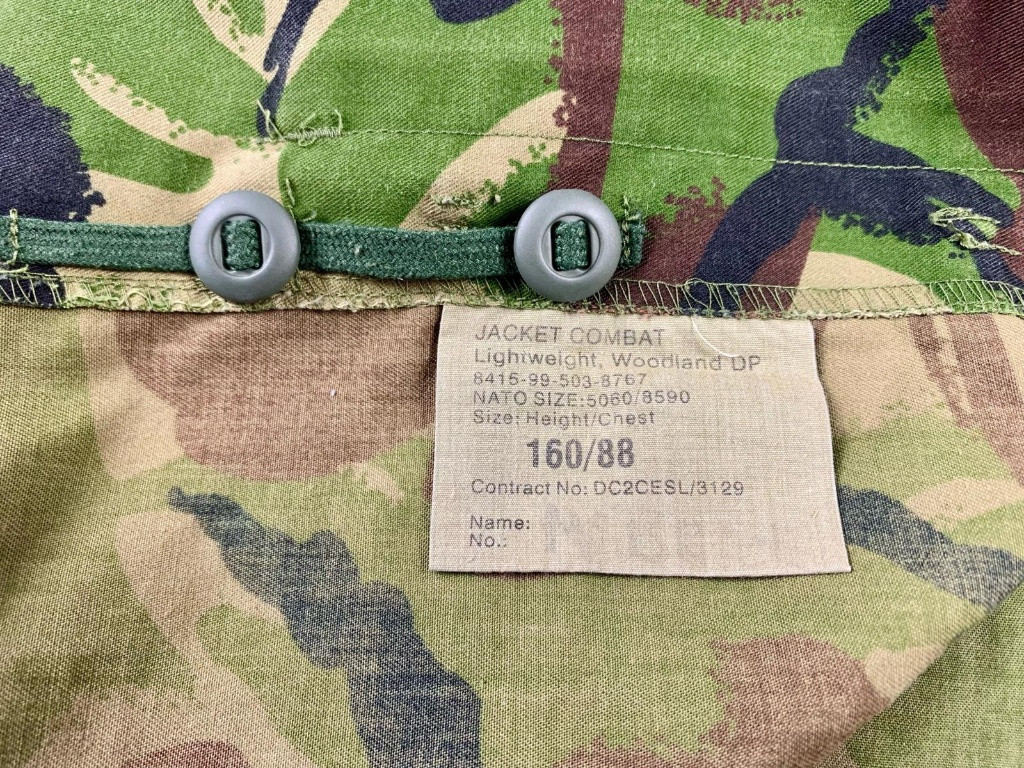 JACKET COMBAT
Lightweight, Woodland DP
8415-99-503-8767
NATO SIZE:5060/8590
Size: Height/Chest
160/88
Contract No: DC2CESL/3129
Name:
No.: